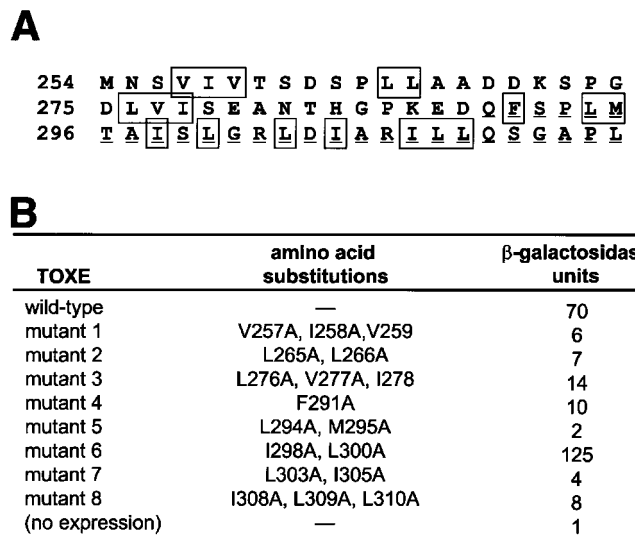 A
254 M N S V I V T S D S P L L A A D D K S P G
275 D L V I S E A N T H G P K E D Q F S P L M
296 T A I S L G R L D I A R I L L Q S G A P L
B
TOXE amino acid substitutions β-galactosidas units
wild-type — 70
mutant 1 V257A, I258A,V259 6
mutant 2 L265A, L266A 7
mutant 3 L276A, V277A, I278 14
mutant 4 F291A 10
mutant 5 L294A, M295A 2
mutant 6 I298A, L300A 125
mutant 7 L303A, I305A 4
mutant 8 I308A, L309A, L310A 8
(no expression) — 1